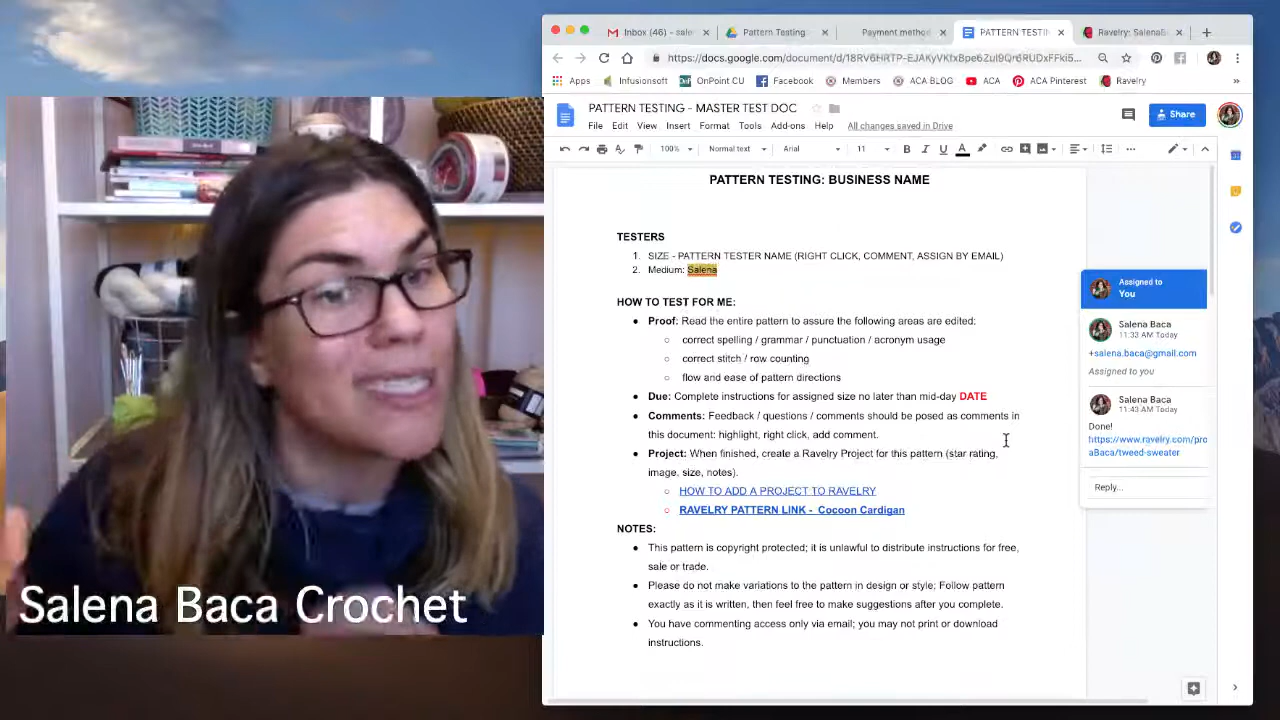 Inbox (46) - sale
Pattern Testing
Payment method
PATTERN TESTIN
Ravelry: SalenaB
Apps
Infusionsoft
OnPoint CU
Facebook
Members
ACA BLOG
ACA
ACA Pinterest
Ravelry
PATTERN TESTING - MASTER TEST DOC
File Edit View Insert Format Tools Add-ons Help All changes saved in Drive
Share
100% Normal text Arial 11
PATTERN TESTING: BUSINESS NAME
TESTERS
1. SIZE - PATTERN TESTER NAME (RIGHT CLICK, COMMENT, ASSIGN BY EMAIL)
2. Medium: Salena
HOW TO TEST FOR ME:
● Proof: Read the entire pattern to assure the following areas are edited:
○ correct spelling / grammar / punctuation / acronym usage
○ correct stitch / row counting
○ flow and ease of pattern directions
● Due: Complete instructions for assigned size no later than mid-day DATE
● Comments: Feedback / questions / comments should be posed as comments in
this document: highlight, right click, add comment.
● Project: When finished, create a Ravelry Project for this pattern (star rating,
image, size, notes).
○ HOW TO ADD A PROJECT TO RAVELRY
○ RAVELRY PATTERN LINK - Cocoon Cardigan
NOTES:
● This pattern is copyright protected; it is unlawful to distribute instructions for free,
sale or trade.
● Please do not make variations to the pattern in design or style; Follow pattern
exactly as it is written, then feel free to make suggestions after you complete.
● You have commenting access only via email; you may not print or download
instructions.
Assigned to
You
Salena Baca
11:33 AM Today
+salena.baca@gmail.com
Assigned to you
Salena Baca
11:43 AM Today
Done!
https://www.ravelry.com/pro
aBaca/tweed-sweater
Reply...
Salena Baca Crochet